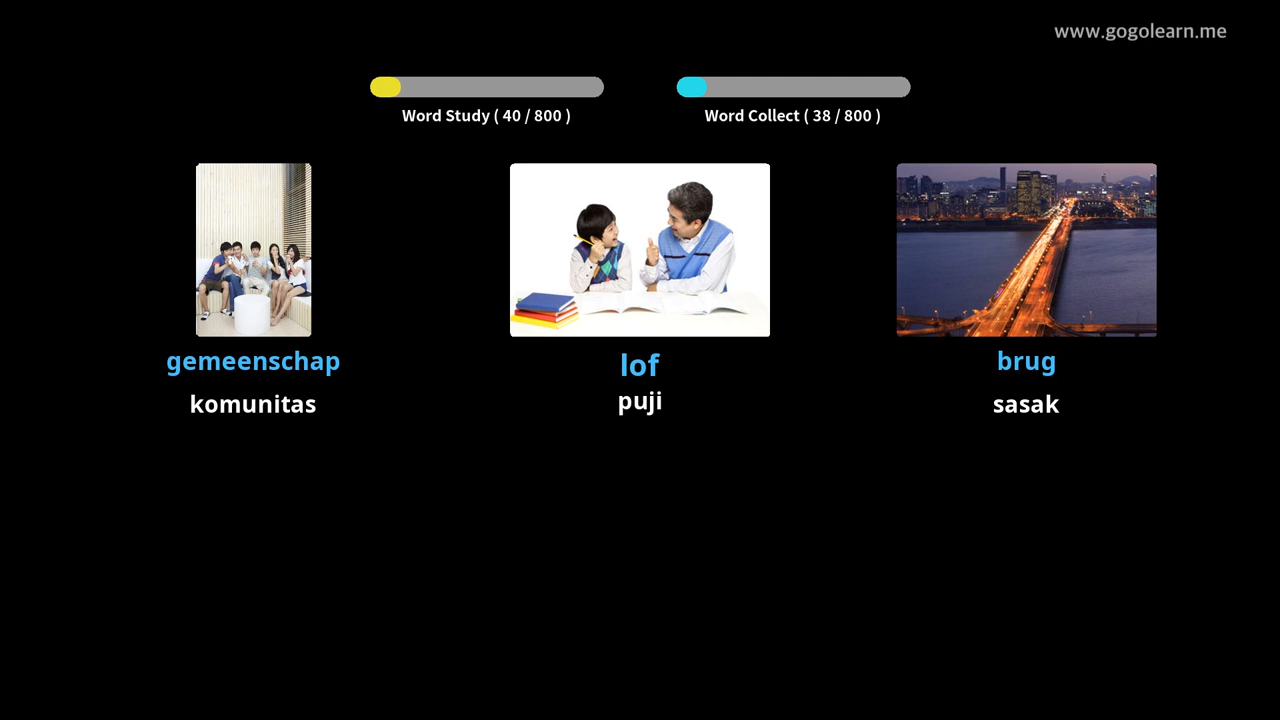 www.gogolearn.me
Word Study ( 40 / 800 )
Word Collect ( 38 / 800 )
gemeenschap
komunitas
lof
puji
brug
sasak